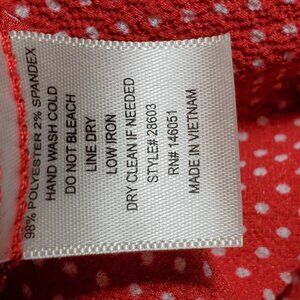 98% POLYESTER 2% SPANDEX
HAND WASH COLD
DO NOT BLEACH
LINE DRY
LOW IRON
DRY CLEAN IF NEEDED
STYLE# 28603
RN# 146051
MADE IN VIETNAM